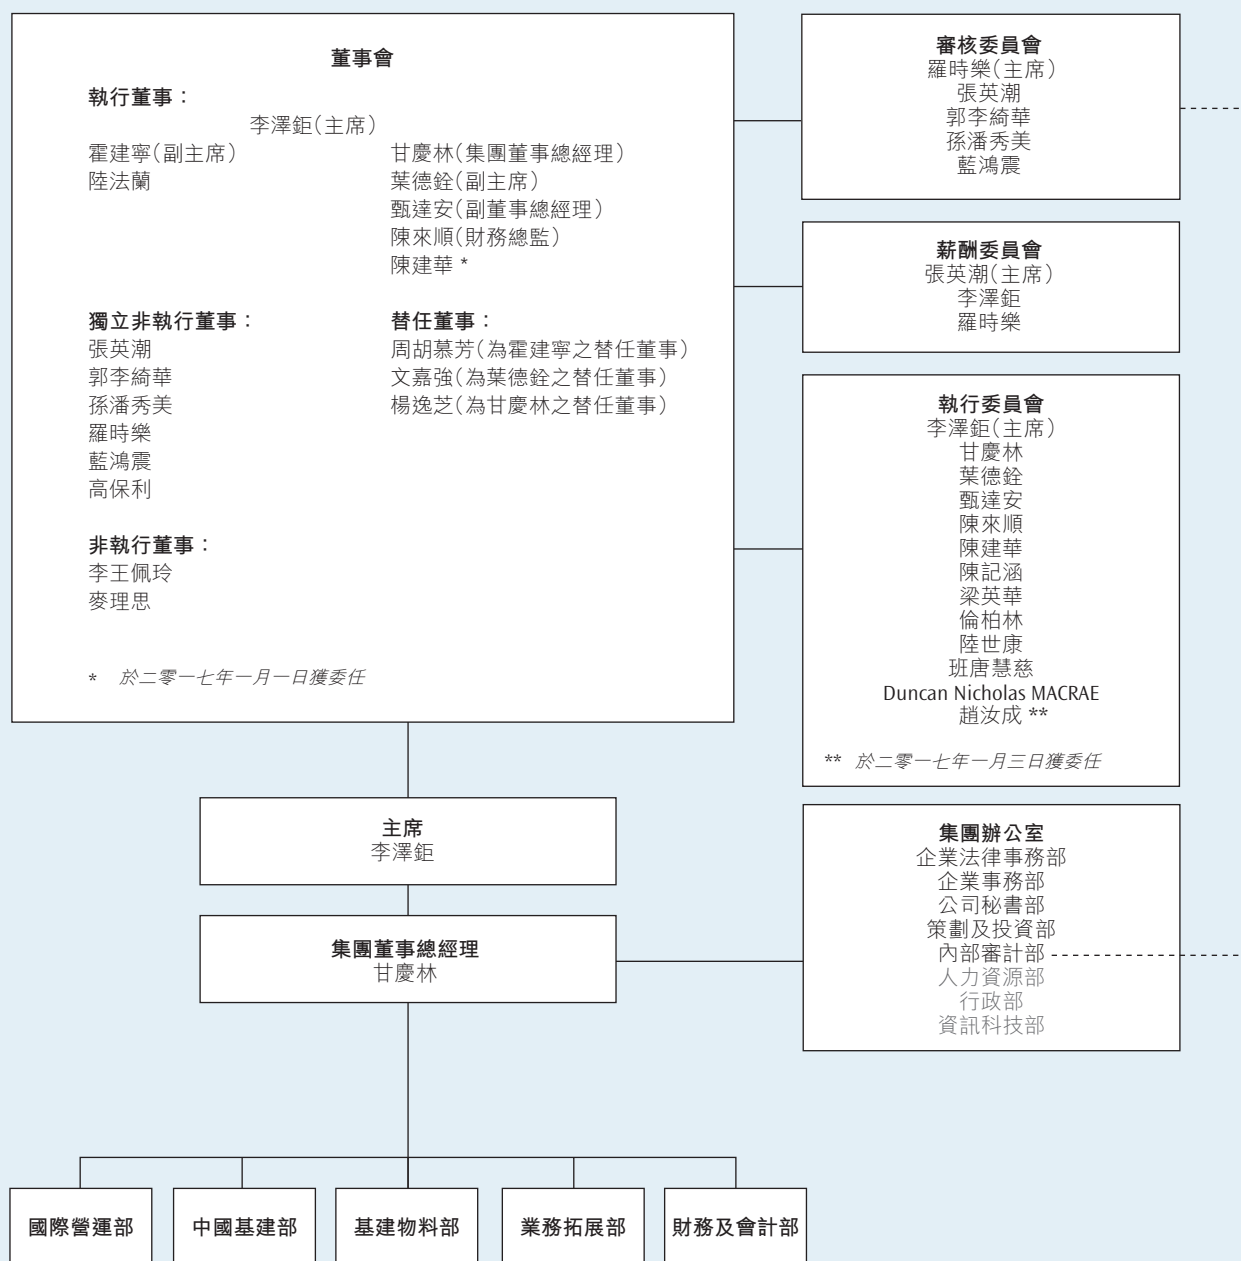 董事會
執行董事：
李澤鉅(主席)
霍建寧(副主席)
陸法蘭
甘慶林(集團董事總經理)
葉德銓(副主席)
甄達安(副董事總經理)
陳來順(財務總監)
陳建華 *
獨立非執行董事：
張英潮
郭李綺華
孫潘秀美
羅時樂
藍鴻震
高保利
替任董事：
周胡慕芳(為霍建寧之替任董事)
文嘉強(為葉德銓之替任董事)
楊逸芝(為甘慶林之替任董事)
非執行董事：
李王佩玲
麥理思
* 於二零一七年一月一日獲委任
審核委員會
羅時樂(主席)
張英潮
郭李綺華
孫潘秀美
藍鴻震
薪酬委員會
張英潮(主席)
李澤鉅
羅時樂
執行委員會
李澤鉅(主席)
甘慶林
葉德銓
甄達安
陳來順
陳建華
陳記涵
梁英華
倫柏林
陸世康
班唐慧慈
Duncan Nicholas MACRAE
趙汝成 **
** 於二零一七年一月三日獲委任
主席
李澤鉅
集團董事總經理
甘慶林
集團辦公室
企業法律事務部
企業事務部
公司秘書部
策劃及投資部
內部審計部
人力資源部
行政部
資訊科技部
國際營運部
中國基建部
基建物料部
業務拓展部
財務及會計部